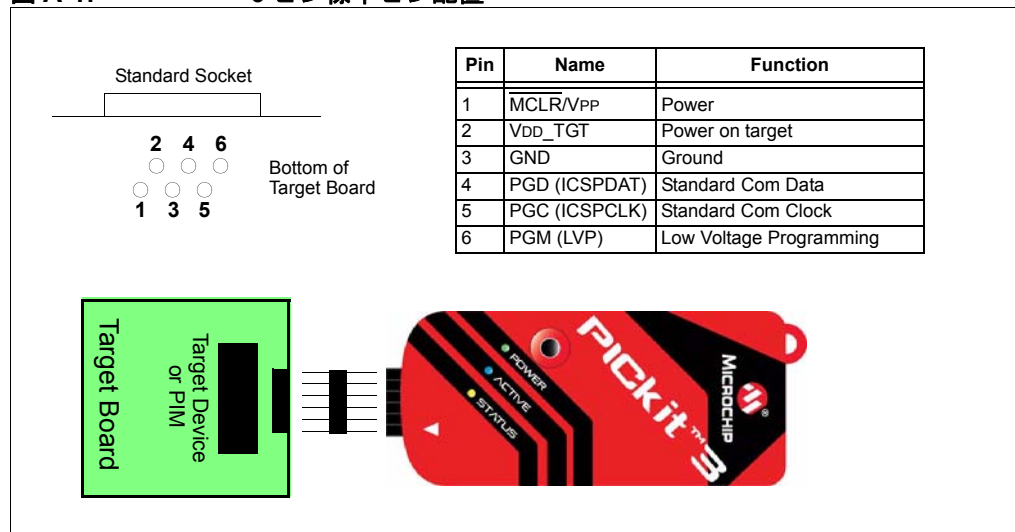 Standard Socket
2 4 6
1 3 5
Bottom of
Target Board
Pin Name Function
1 MCLR/VPP Power
2 VDD_TGT Power on target
3 GND Ground
4 PGD (ICSPDAT) Standard Com Data
5 PGC (ICSPCLK) Standard Com Clock
6 PGM (LVP) Low Voltage Programming
Target Board
Target Device
or PIM
POWER
ACTIVE
STATUS
PICkit™3
MICROCHIP
®